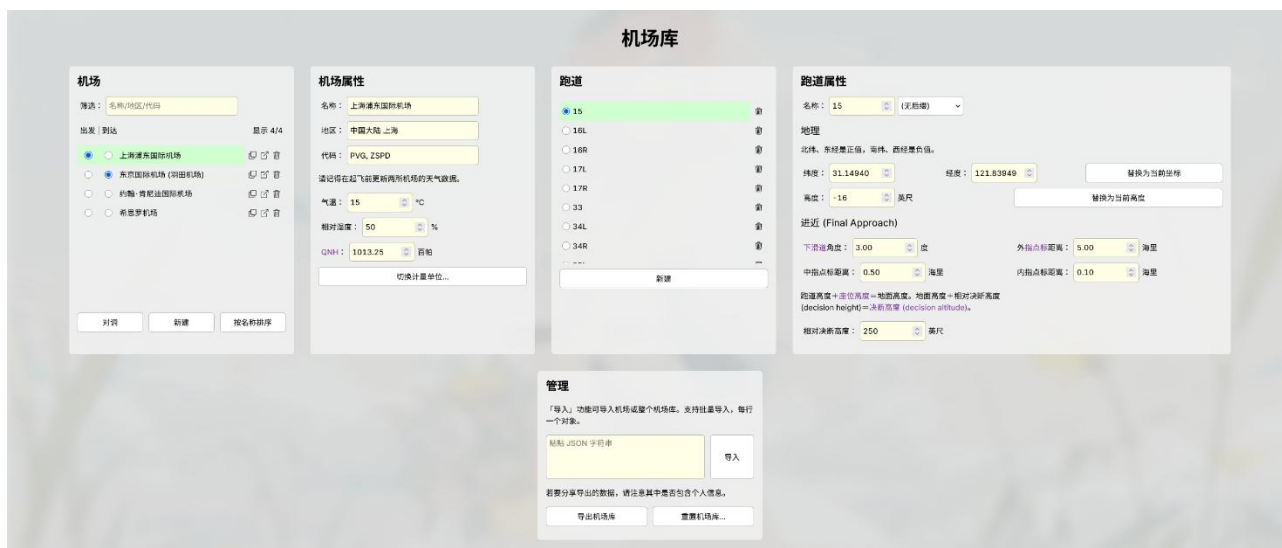 机场库
机场
筛选： 名称/地区/代码
出发 | 到达 显示 4/4
上海浦东国际机场
东京国际机场 (羽田机场)
约翰·肯尼迪国际机场
希思罗机场
对调 新建 按名称排序
机场属性
名称： 上海浦东国际机场
地区： 中国大陆 上海
代码： PVG, ZSPD
请记得在起飞前更新两所机场的天气数据。
气温： 15 °C
相对湿度： 50 %
QNH： 1013.25 百帕
切换计量单位...
跑道
15
16L
16R
17L
17R
33
34L
34R
新建
跑道属性
名称： 15 (无后缀)
地理
北纬、东经是正值，南纬、西经是负值。
纬度： 31.14940 经度： 121.83949 替换为当前坐标
高度： -16 英尺 替换为当前高度
进近 (Final Approach)
下滑道角度： 3.00 度 外指点标距离： 5.00 海里
中指点标距离： 0.50 海里 内指点标距离： 0.10 海里
跑道高度+座位高度=地面高度。地面高度+相对决断高度
(decision height)=决断高度 (decision altitude)。
相对决断高度： 250 英尺
管理
「导入」功能可导入机场或整个机场库。支持批量导入，每行
一个对象。
粘贴 JSON 字符串
导入
若要分享导出的数据，请注意其中是否包含个人信息。
导出机场库 重置机场库...